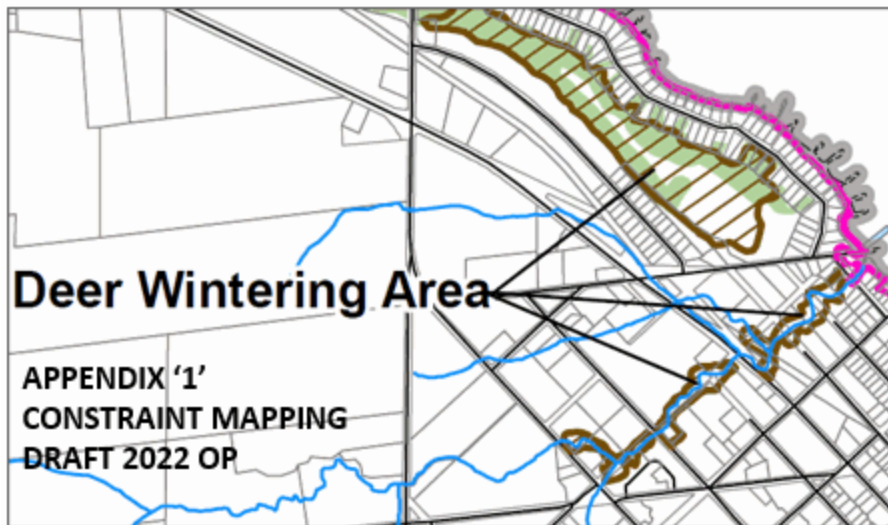 Deer Wintering Area
APPENDIX ‘1’
CONSTRAINT MAPPING
DRAFT 2022 OP